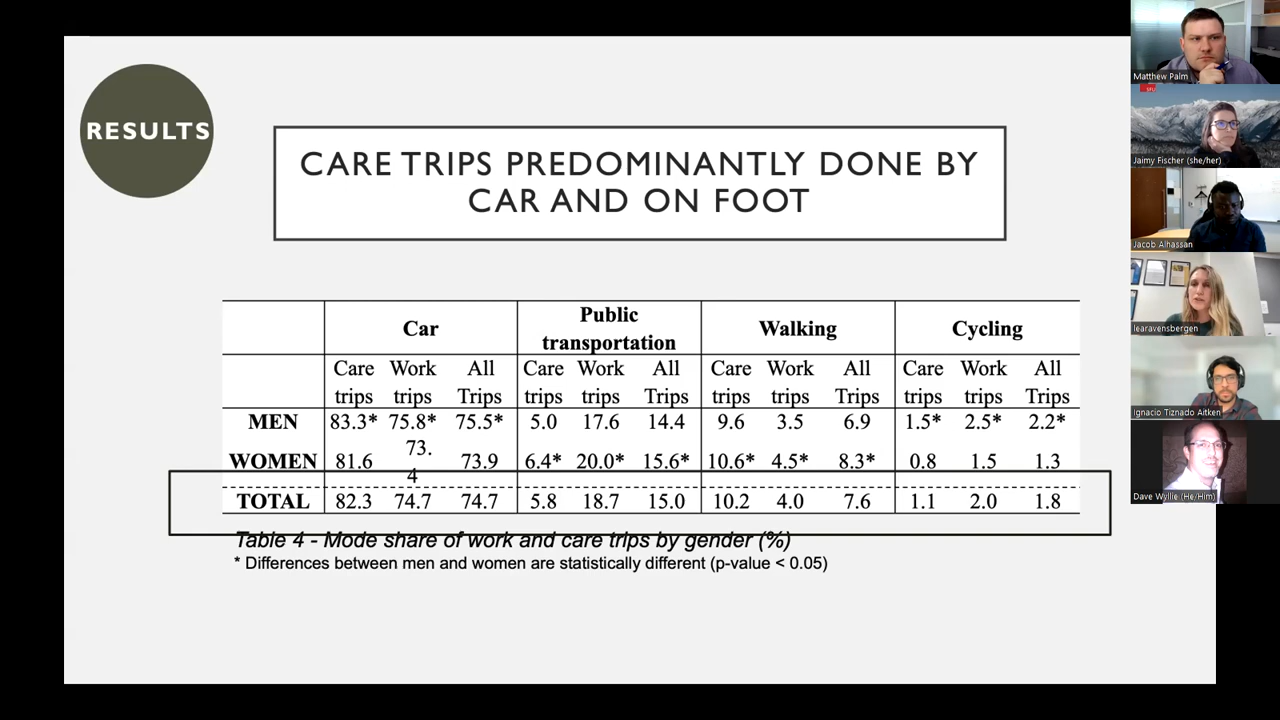 RESULTS
CARE TRIPS PREDOMINANTLY DONE BY
CAR AND ON FOOT
Car Public transportation Walking Cycling
Care trips Work trips All Trips Care trips Work trips All Trips Care trips Work trips All Trips Care trips Work trips All Trips
MEN 83.3* 75.8* 75.5* 5.0 17.6 14.4 9.6 3.5 6.9 1.5* 2.5* 2.2*
WOMEN 81.6 73.4 73.9 6.4* 20.0* 15.6* 10.6* 4.5* 8.3* 0.8 1.5 1.3
TOTAL 82.3 74.7 74.7 5.8 18.7 15.0 10.2 4.0 7.6 1.1 2.0 1.8
Table 4 - Mode share of work and care trips by gender (%)
* Differences between men and women are statistically different (p-value < 0.05)
Matthew Palm
SFU
Jaimy Fischer (she/her)
Jacob Alhassan
learavensbergen
Ignacio Tiznado Aitken
Dave Wyllie (He/Him)